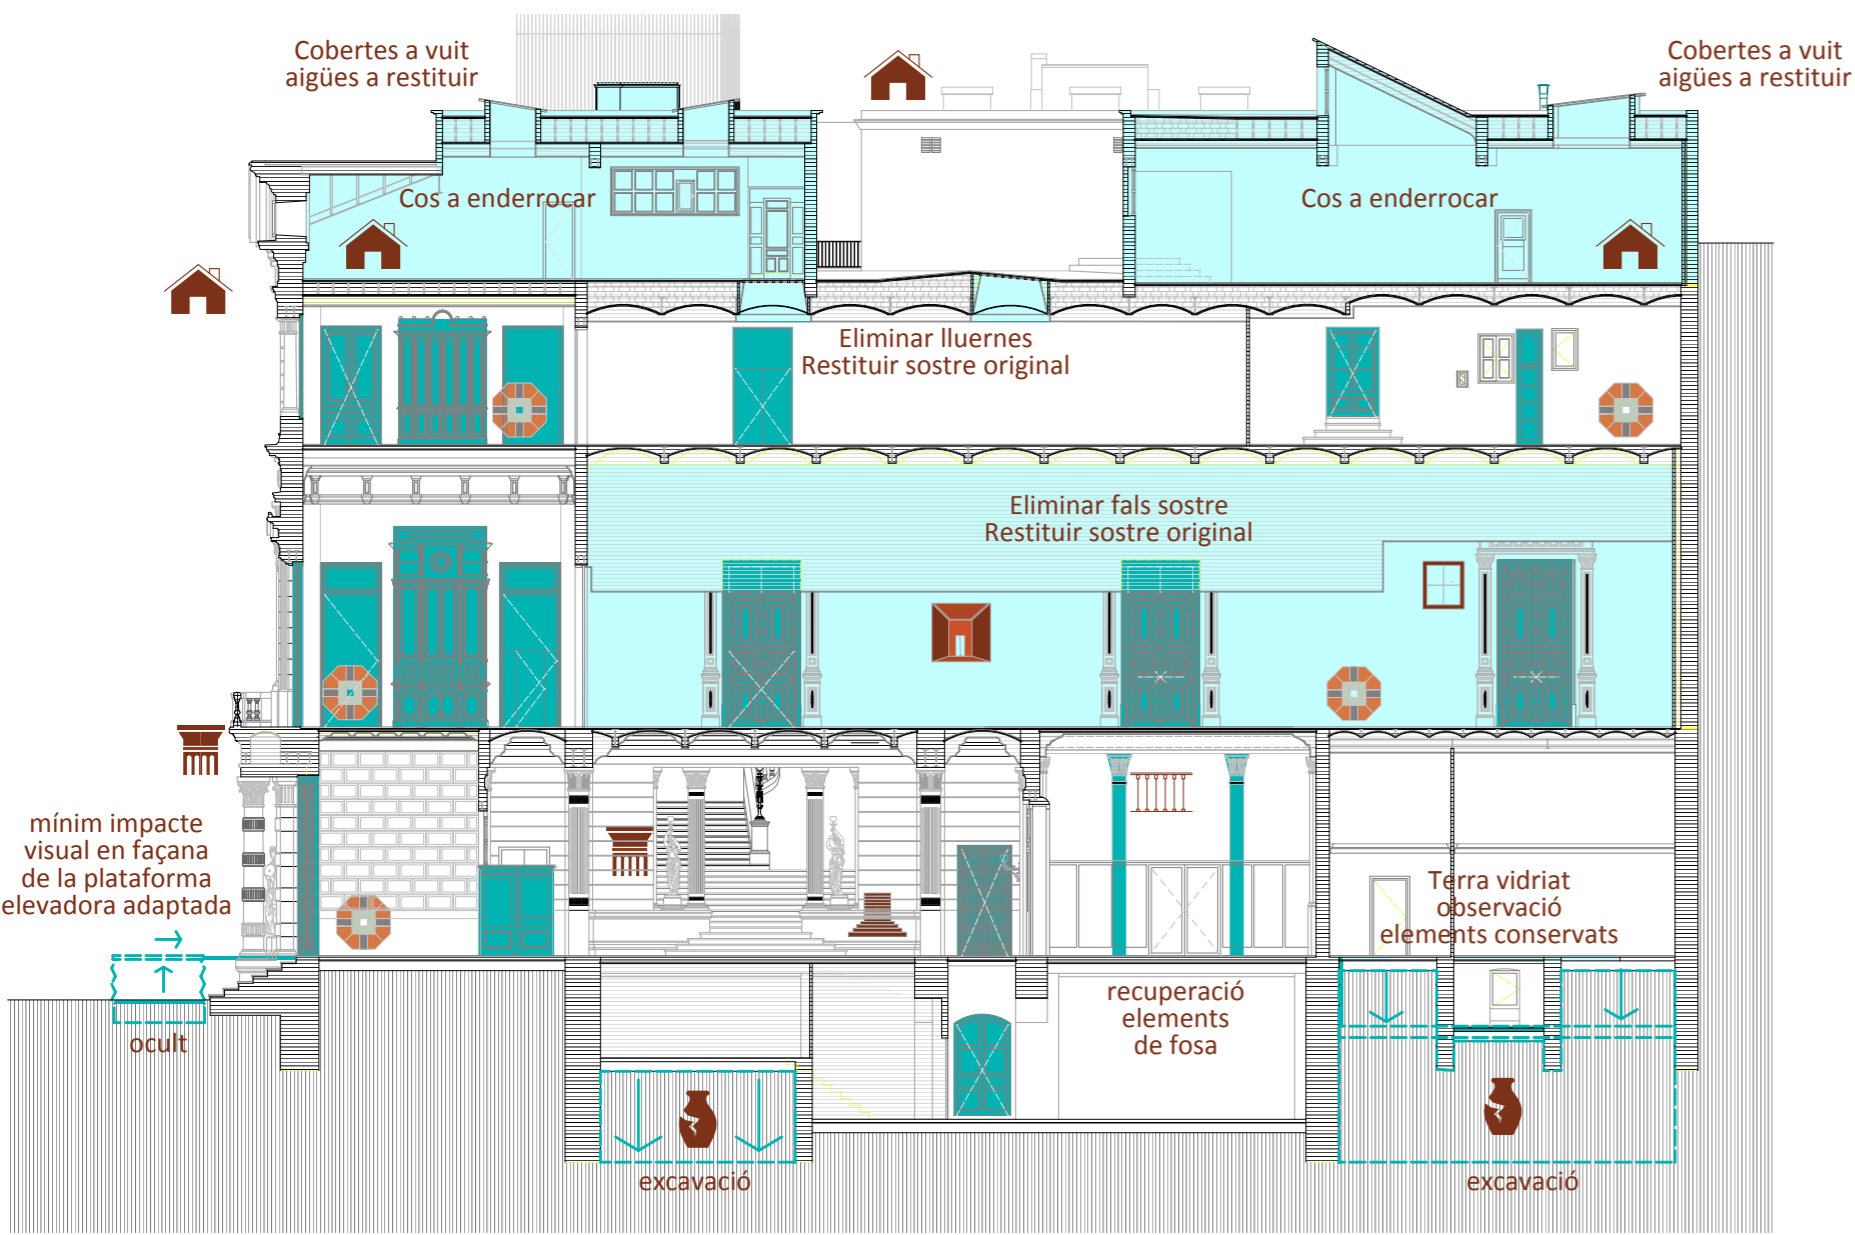 Cobertes a vuit
aigües a restituir
Cobertes a vuit
aigües a restituir
Cos a enderrocar
Cos a enderrocar
Eliminar lluernes
Restituir sostre original
Eliminar fals sostre
Restituir sostre original
mínim impacte
visual en façana
de la plataforma
elevadora adaptada
Terra vidriat
observació
elements conservats
recuperació
elements
de fosa
ocult
excavació
excavació